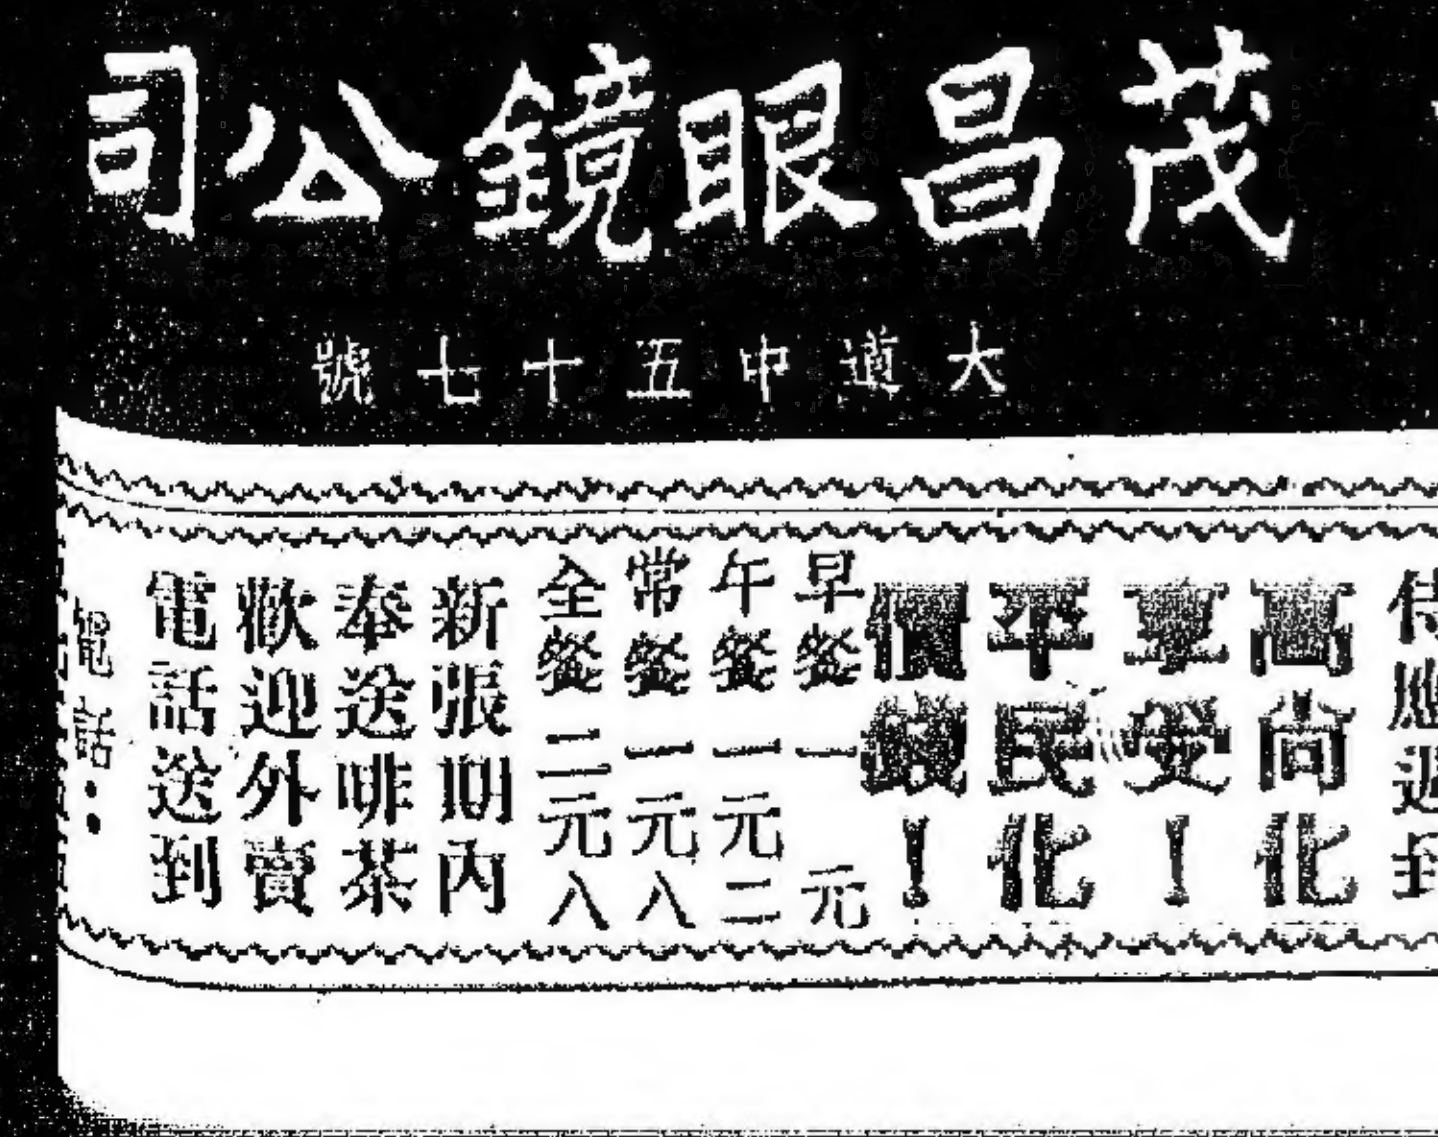 茂昌眼鏡公司
大道中五十七號
高尚化
享受！
平民化
價錢！
早餐一元
午餐一元二
常餐一元八
全餐二元八
新張期內
奉送啡茶
歡迎外賣
電話送到
電話：